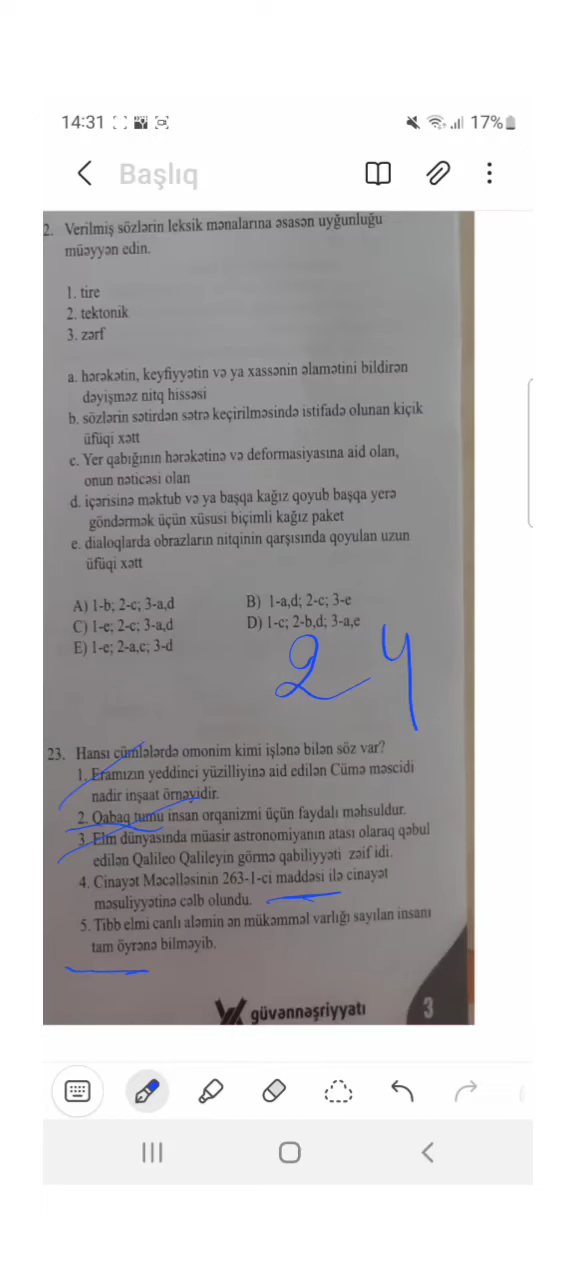 14:31
17%
Başlıq
2. Verilmiş sözlərin leksik mənalarına əsasən uyğunluğu
müəyyən edin.
1. tire
2. tektonik
3. zərf
a. hərəkətin, keyfiyyətin və ya xassənin əlamətini bildirən
dəyişməz nitq hissəsi
b. sözlərin sətirdən sətrə keçirilməsində istifadə olunan kiçik
üfüqi xətt
c. Yer qabığının hərəkətinə və deformasiyasına aid olan,
onun nəticəsi olan
d. içərisinə məktub və ya başqa kağız qoyub başqa yerə
göndərmək üçün xüsusi biçimli kağız paket
e. dialoqlarda obrazların nitqinin qarşısında qoyulan uzun
üfüqi xətt
A) 1-b; 2-c; 3-a,d B) 1-a,d; 2-c; 3-e
C) 1-e; 2-c; 3-a,d D) 1-c; 2-b,d; 3-a,e
E) 1-e; 2-a,c; 3-d
2 4
23. Hansı cümlələrdə omonim kimi işlənə bilən söz var?
1. Eramızın yeddinci yüzilliyinə aid edilən Cümə məscidi
nadir inşaat örnəyidir.
2. Qabaq tumu insan orqanizmi üçün faydalı məhsuldur.
3. Elm dünyasında müasir astronomiyanın atası olaraq qəbul
edilən Qalileo Qalileyin görmə qabiliyyəti zəif idi.
4. Cinayət Məcəlləsinin 263-1-ci maddəsi ilə cinayət
məsuliyyətinə cəlb olundu.
5. Tibb elmi canlı aləmin ən mükəmməl varlığı sayılan insanı
tam öyrənə bilməyib.
güvənnəşriyyatı
3